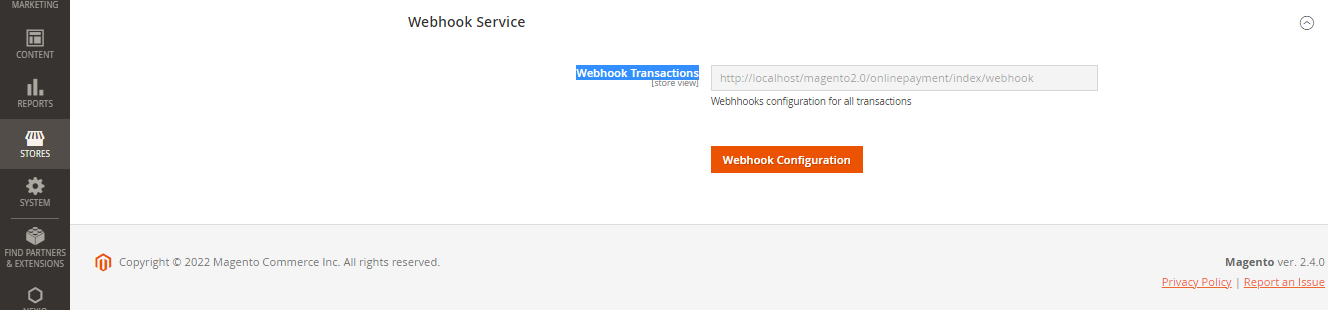 MARKETING
CONTENT
REPORTS
STORES
SYSTEM
FIND PARTNERS
& EXTENSIONS
Webhook Service
Webhook Transactions
[store view]
http://localhost/magento2.0/onlinepayment/index/webhook
Webhhooks configuration for all transactions
Webhook Configuration
Copyright © 2022 Magento Commerce Inc. All rights reserved.
Magento ver. 2.4.0
Privacy Policy | Report an Issue